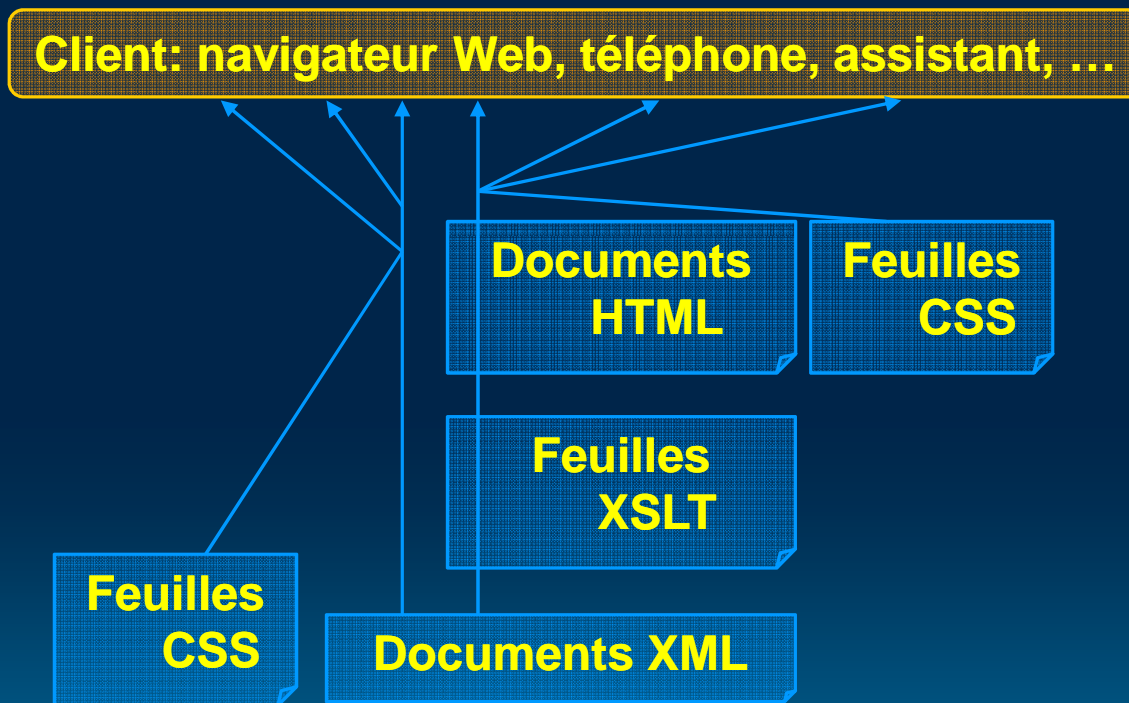 Client: navigateur Web, téléphone, assistant, …
Documents
HTML
Feuilles
CSS
Feuilles
XSLT
Feuilles
CSS
Documents XML